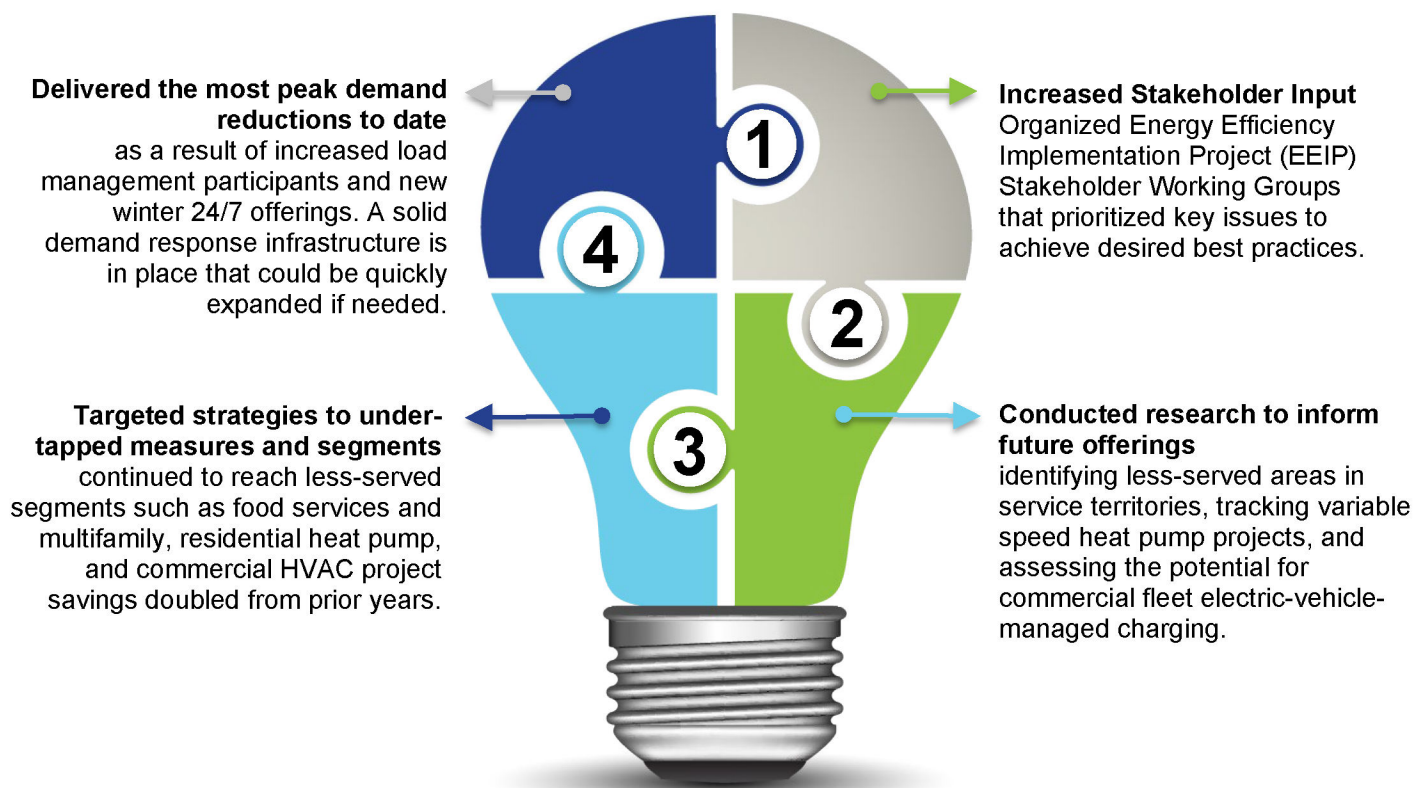 Delivered the most peak demand
reductions to date
as a result of increased load
management participants and new
winter 24/7 offerings. A solid
demand response infrastructure is
in place that could be quickly
expanded if needed.
1
Increased Stakeholder Input
Organized Energy Efficiency
Implementation Project (EEIP)
Stakeholder Working Groups
that prioritized key issues to
achieve desired best practices.
4
2
Targeted strategies to under-
tapped measures and segments
continued to reach less-served
segments such as food services and
multifamily, residential heat pump,
and commercial HVAC project
savings doubled from prior years.
3
Conducted research to inform
future offerings
identifying less-served areas in
service territories, tracking variable
speed heat pump projects, and
assessing the potential for
commercial fleet electric-vehicle-
managed charging.